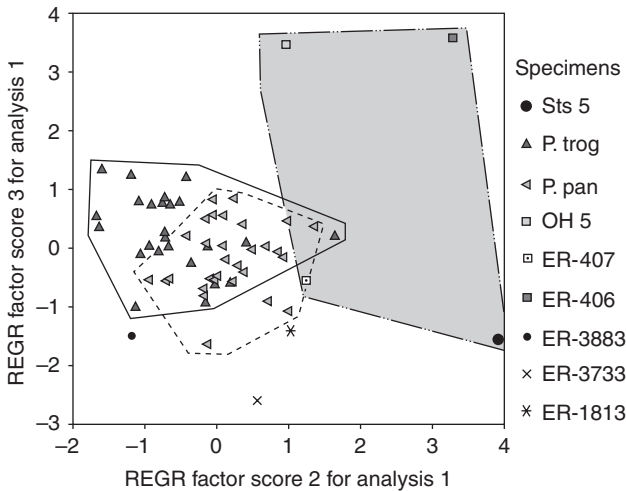 4
3
2
1
0
–1
–2
–3
–2
–1
0
1
2
3
4
REGR factor score 3 for analysis 1
REGR factor score 2 for analysis 1
Specimens
Sts 5
P. trog
P. pan
OH 5
ER-407
ER-406
ER-3883
ER-3733
ER-1813